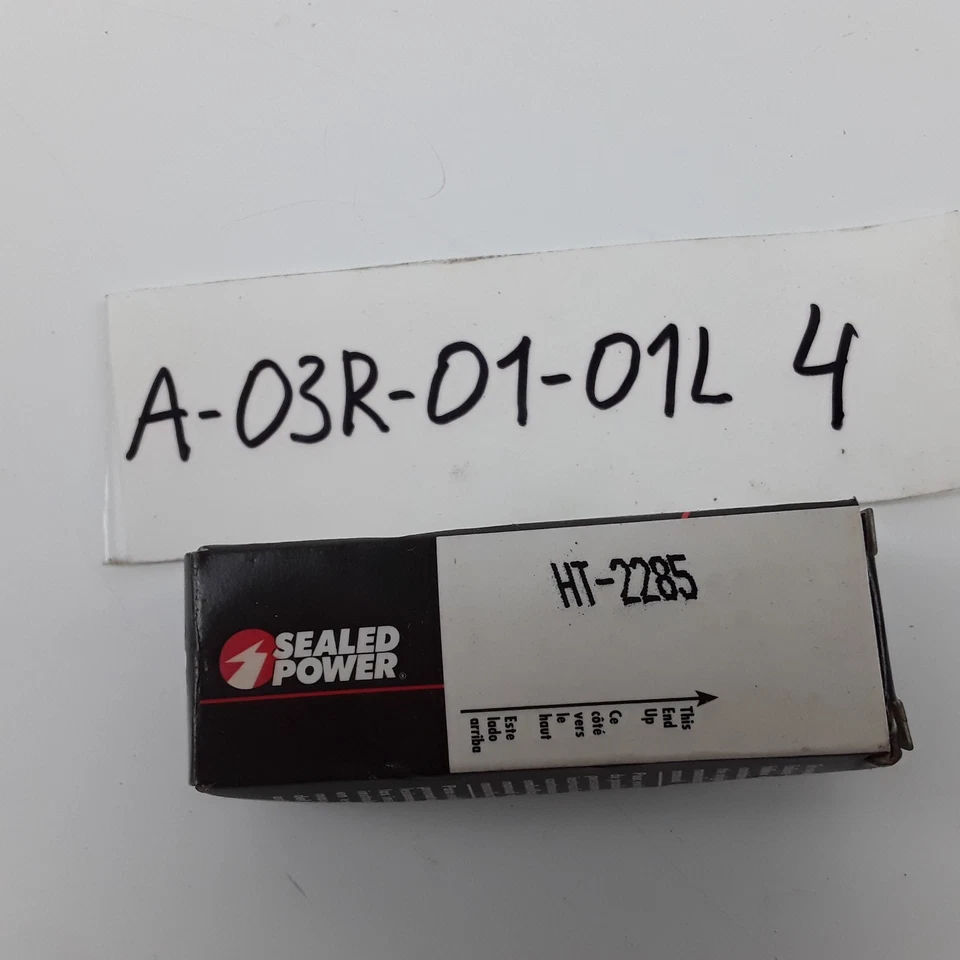 A-03R-01-01L 4
HT-2285
SEALED
POWER
This
End
Up
Ce
côté
vers
le
haut
Este
lado
arriba